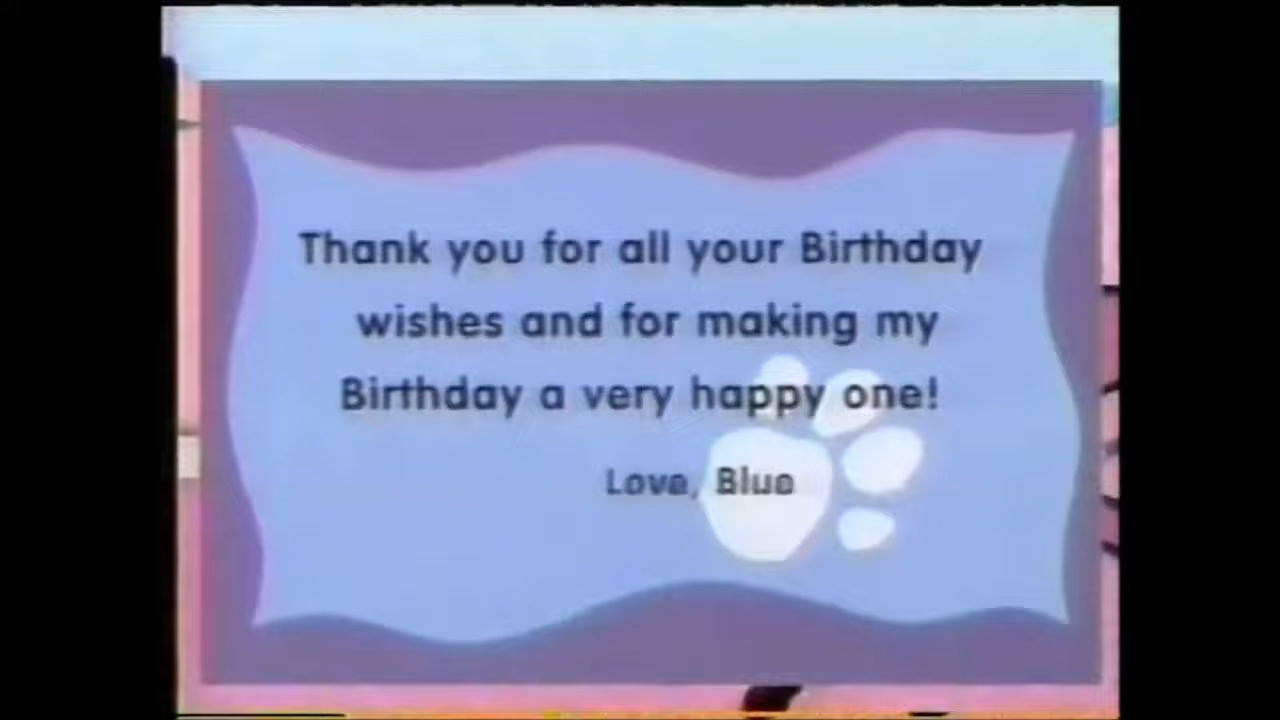 Thank you for all your Birthday
wishes and for making my
Birthday a very happy one!
Love, Blue